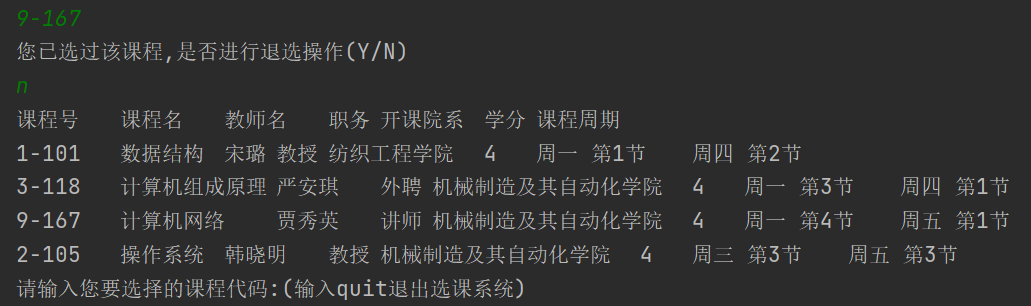 9-167
您已选过该课程,是否进行退选操作(Y/N)
n
课程号 课程名 教师名 职务 开课院系 学分 课程周期
1-101 数据结构 宋璐 教授 纺织工程学院 4 周一 第1节 周四 第2节
3-118 计算机组成原理 严安琪 外聘 机械制造及其自动化学院 4 周一 第3节 周四 第1节
9-167 计算机网络 贾秀英 讲师 机械制造及其自动化学院 4 周一 第4节 周五 第1节
2-105 操作系统 韩晓明 教授 机械制造及其自动化学院 4 周三 第3节 周五 第3节
请输入您要选择的课程代码:(输入quit退出选课系统)